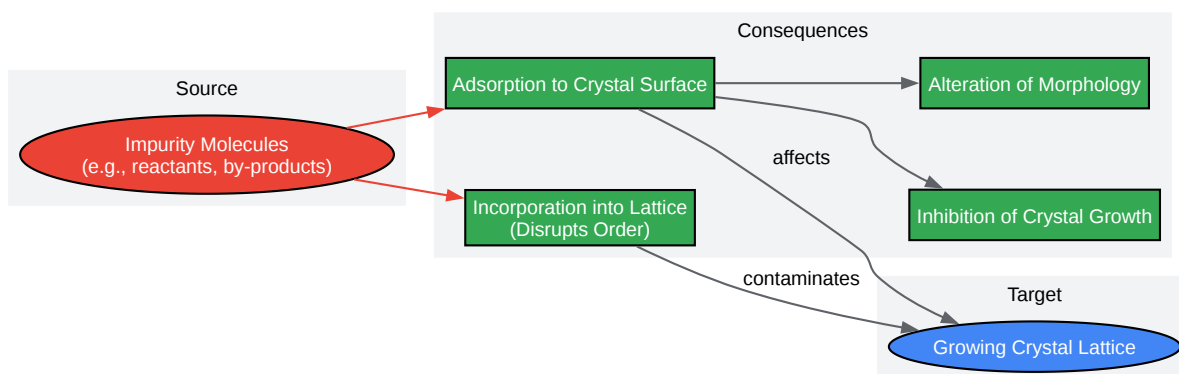 Consequences
Source
Adsorption to Crystal Surface
Alteration of Morphology
Impurity Molecules
(e.g., reactants, by-products)
affects
Incorporation into Lattice
(Disrupts Order)
Inhibition of Crystal Growth
contaminates
Target
Growing Crystal Lattice